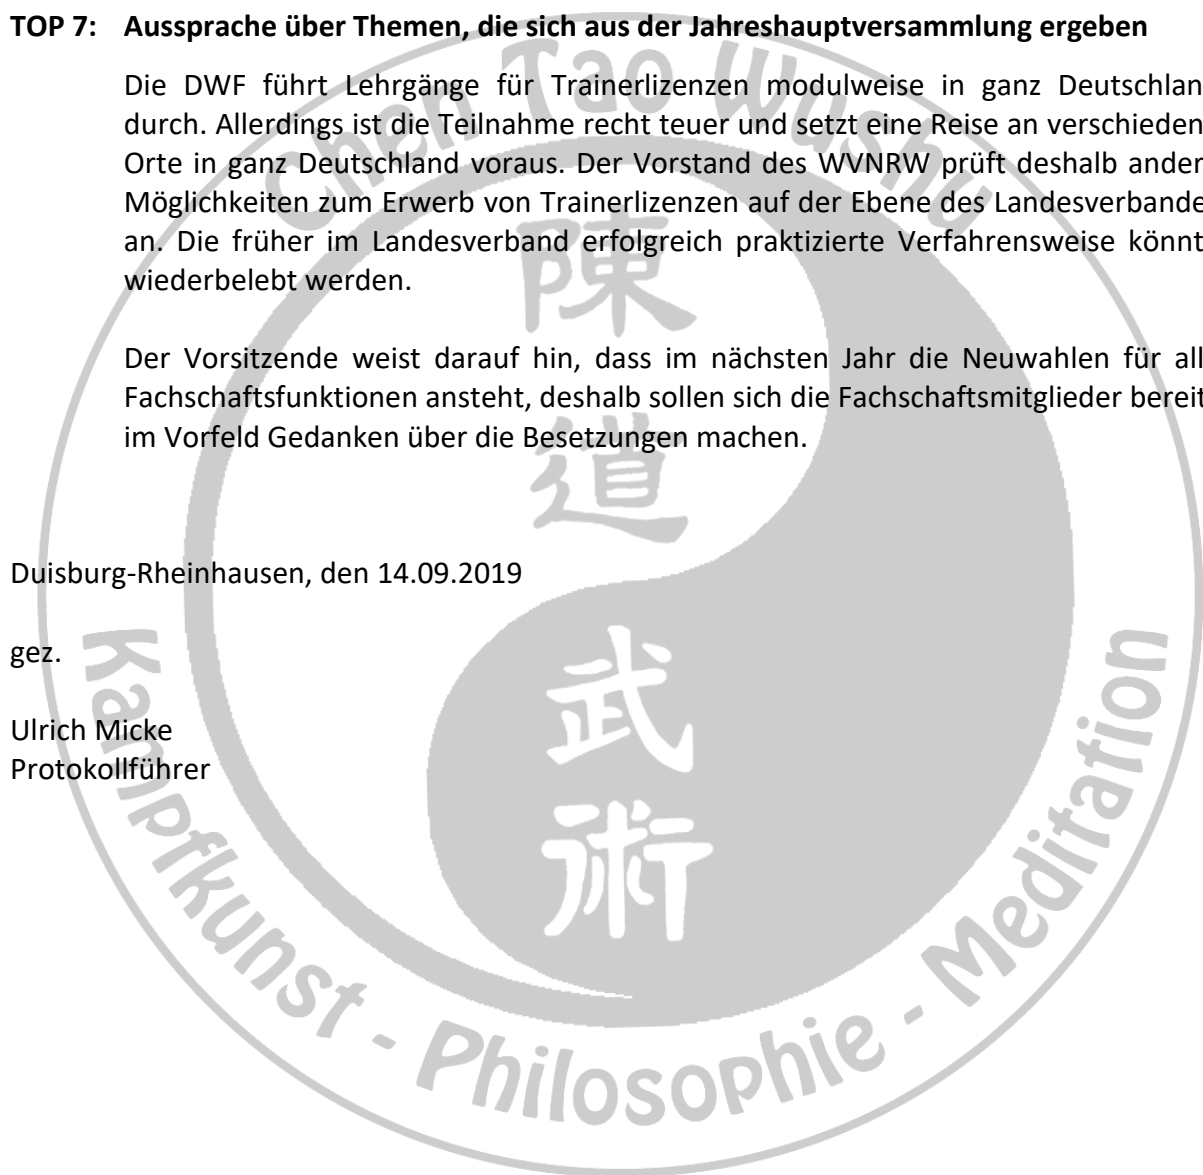 TOP 7: Aussprache über Themen, die sich aus der Jahreshauptversammlung ergeben
Die DWF führt Lehrgänge für Trainerlizenzen modulweise in ganz Deutschlan
durch. Allerdings ist die Teilnahme recht teuer und setzt eine Reise an verschieden
Orte in ganz Deutschland voraus. Der Vorstand des WVNRW prüft deshalb ander
Möglichkeiten zum Erwerb von Trainerlizenzen auf der Ebene des Landesverbande
an. Die früher im Landesverband erfolgreich praktizierte Verfahrensweise könnt
wiederbelebt werden.
Der Vorsitzende weist darauf hin, dass im nächsten Jahr die Neuwahlen für all
Fachschaftsfunktionen ansteht, deshalb sollen sich die Fachschaftsmitglieder bereit
im Vorfeld Gedanken über die Besetzungen machen.
Duisburg-Rheinhausen, den 14.09.2019
gez.
Ulrich Micke
Protokollführer
Chen Tao Wushu
陳
道
武
術
Kampfkunst - Philosophie - Meditation